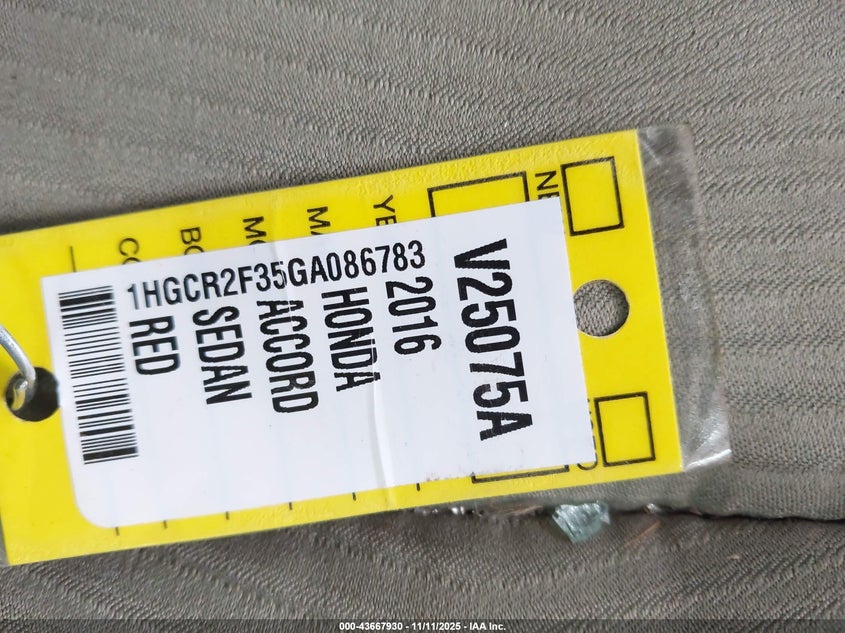 V25075A
2016
HONDA
ACCORD
SEDAN
RED
1HGCR2F35GA086783
000-43667930 - 11/11/2025 - IAA Inc.